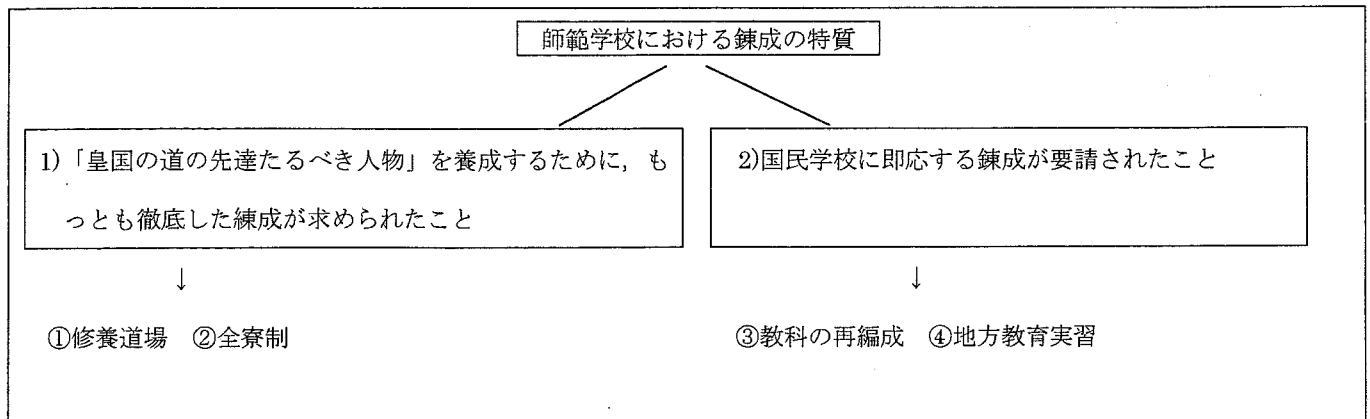 師範学校における錬成の特質
1)「皇国の道の先達たるべき人物」を養成するために，も
っとも徹底した練成が求められたこと
2)国民学校に即応する錬成が要請されたこと
↓
↓
①修養道場　②全寮制
③教科の再編成　④地方教育実習